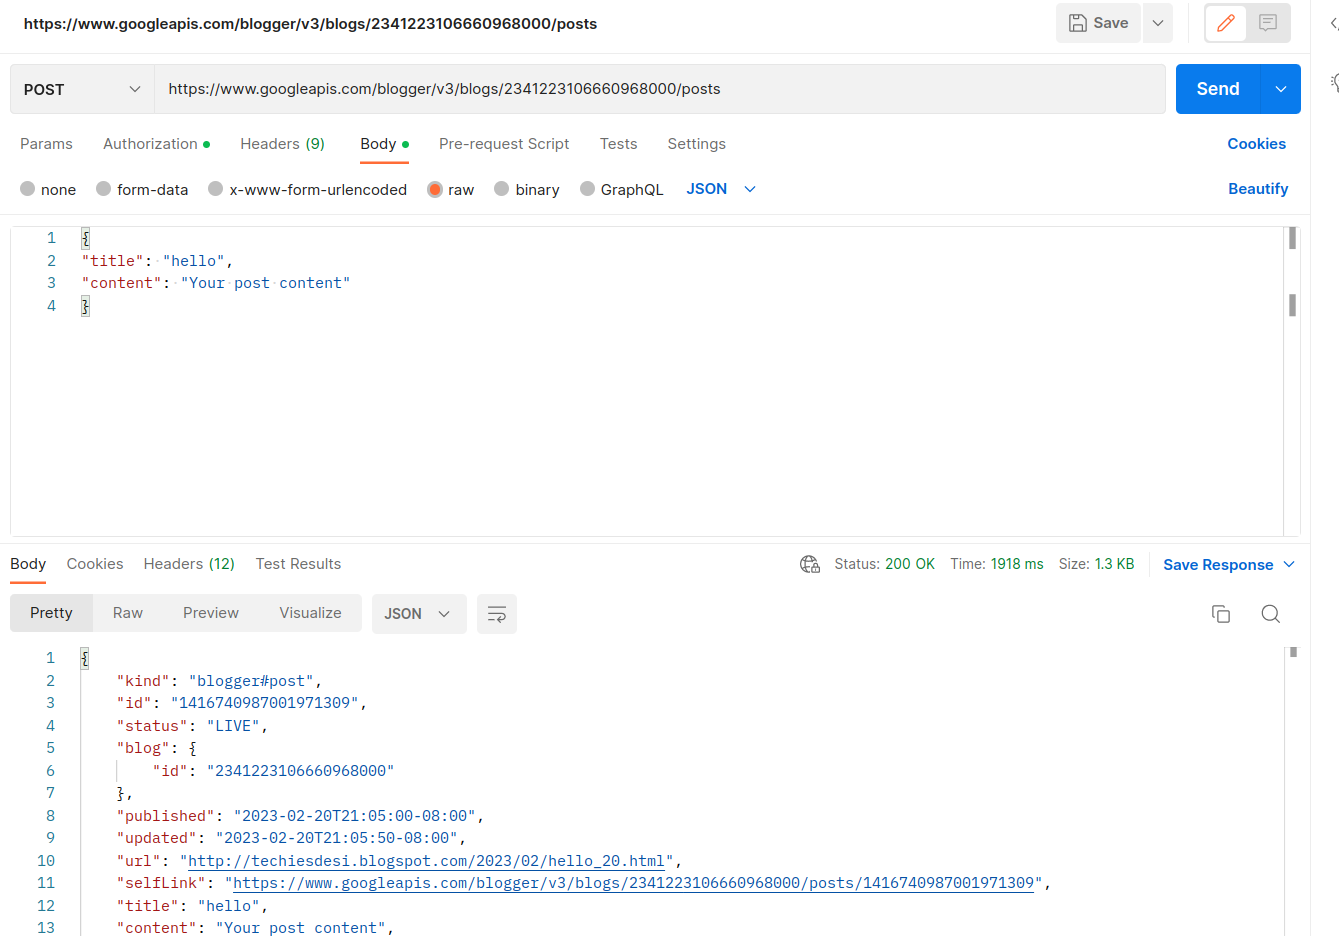 https://www.googleapis.com/blogger/v3/blogs/2341223106660968000/posts
Save
POST
https://www.googleapis.com/blogger/v3/blogs/2341223106660968000/posts
Send
Params Authorization Headers (9) Body Pre-request Script Tests Settings Cookies
none form-data x-www-form-urlencoded raw binary GraphQL JSON Beautify
1 {
2 "title": "hello",
3 "content": "Your post content"
4 }
Body Cookies Headers (12) Test Results Status: 200 OK Time: 1918 ms Size: 1.3 KB Save Response
Pretty Raw Preview Visualize JSON
1 {
2 "kind": "blogger#post",
3 "id": "1416740987001971309",
4 "status": "LIVE",
5 "blog": {
6 "id": "2341223106660968000"
7 },
8 "published": "2023-02-20T21:05:00-08:00",
9 "updated": "2023-02-20T21:05:50-08:00",
10 "url": "http://techiesdesi.blogspot.com/2023/02/hello_20.html",
11 "selfLink": "https://www.googleapis.com/blogger/v3/blogs/2341223106660968000/posts/1416740987001971309",
12 "title": "hello",
13 "content": "Your post content",